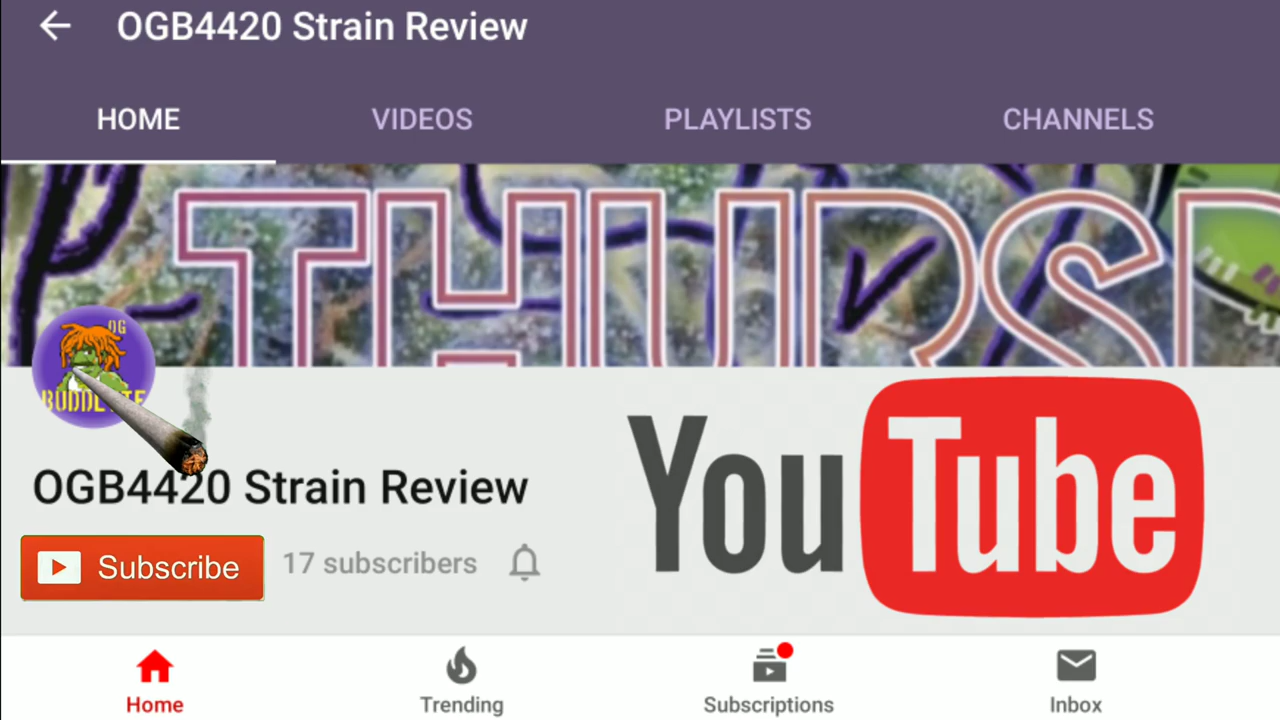 OGB4420 Strain Review
HOME VIDEOS PLAYLISTS CHANNELS
THURS
OG
OGB4420 Strain Review
YouTube
Subscribe 17 subscribers
Home Trending Subscriptions Inbox